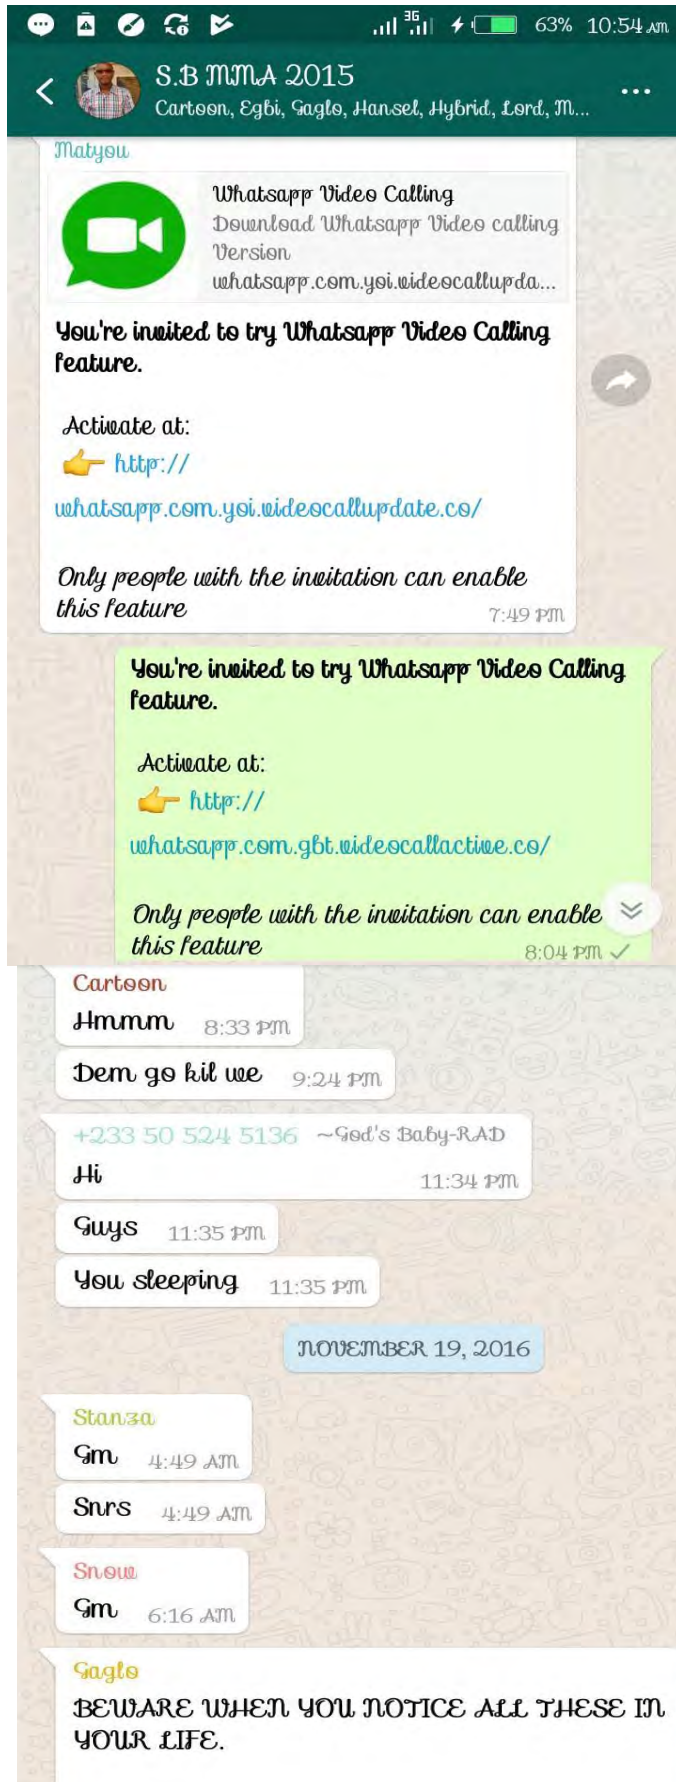 3G
63% 10:54 AM
S.B MMA 2015
Cartoon, Egbi, Gaglo, Hansel, Hybrid, Lord, M...
Matyou
Whatsapp Video Calling
Download Whatsapp Video calling
Version
whatsapp.com.yoi.videocallupda...
You're invited to try Whatsapp Video Calling
feature.
Activate at:
👉 http://
whatsapp.com.yoi.videocallupdate.co/
Only people with the invitation can enable
this feature
7:49 PM
You're invited to try Whatsapp Video Calling
feature.
Activate at:
👉 http://
whatsapp.com.gbt.videocallactive.co/
Only people with the invitation can enable
this feature
8:04 PM
Cartoon
Hmmm 8:33 PM
Dem go kil we 9:24 PM
+233 50 524 5136 ~God's Baby-RAD
Hi 11:34 PM
Guys 11:35 PM
You sleeping 11:35 PM
NOVEMBER 19, 2016
Stanza
Gm 4:49 AM
Snrs 4:49 AM
Snow
Gm 6:16 AM
Gaglo
BEWARE WHEN YOU NOTICE ALL THESE IN
YOUR LIFE.